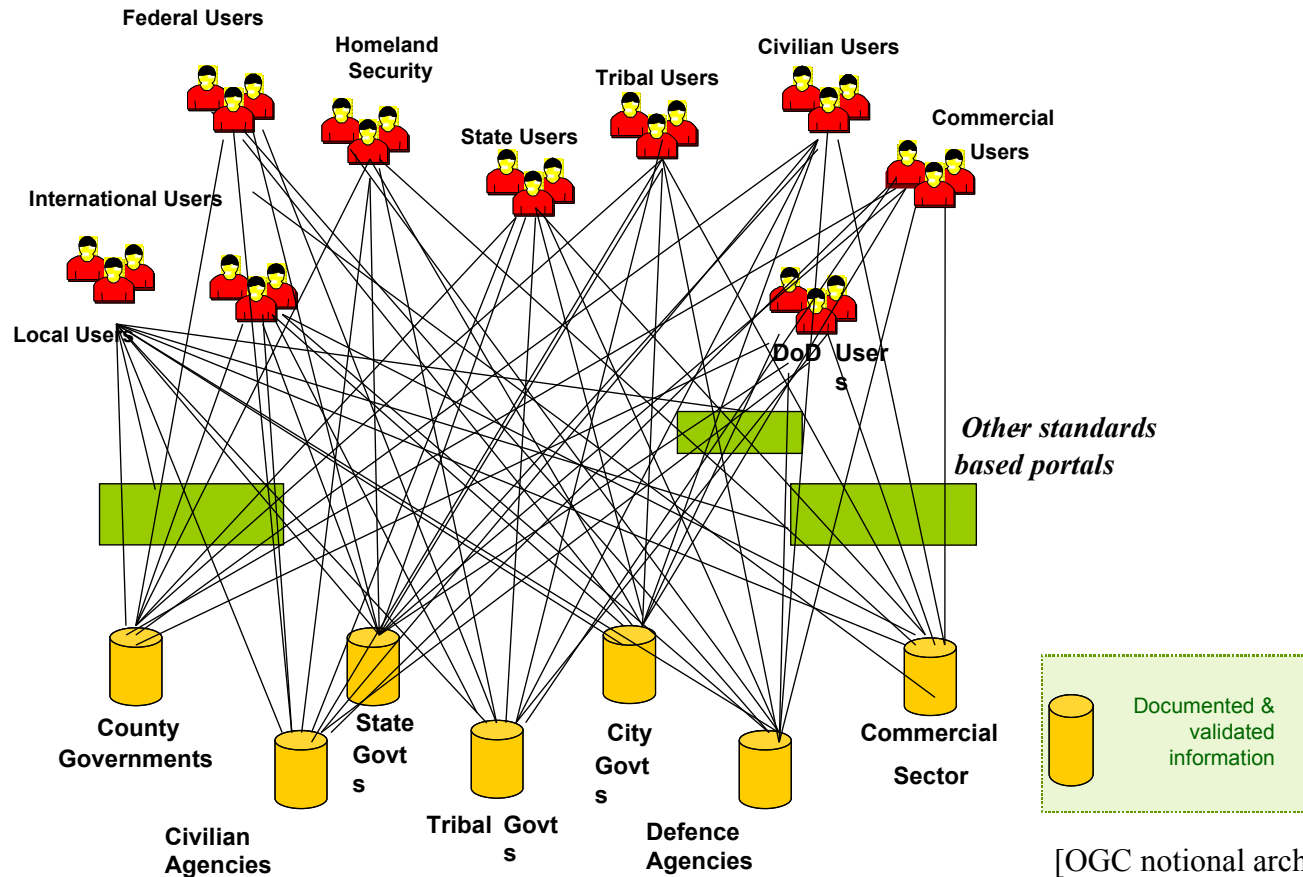 Federal Users
Homeland
Security
Civilian Users
Tribal Users
Commercial
Users
State Users
International Users
Local Users
DoD User
s
Other standards
based portals
County
Governments
State
Govt
s
City
Govt
s
Commercial
Sector
Documented &
validated
information
Tribal Govt
s
Civilian
Agencies
Defence
Agencies
[OGC notional arch